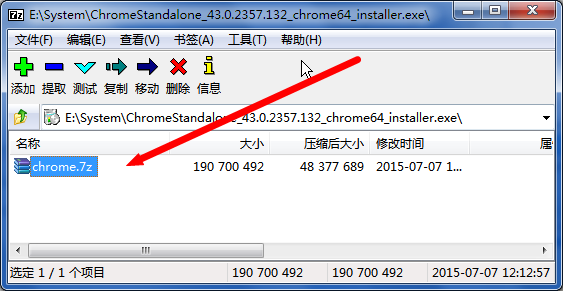 7z E:\System\ChromeStandalone_43.0.2357.132_chrome64_installer.exe\
文件(F) 编辑(E) 查看(V) 书签(A) 工具(T) 帮助(H)
添加 提取 测试 复制 移动 删除 信息
E:\System\ChromeStandalone_43.0.2357.132_chrome64_installer.exe\
名称 大小 压缩后大小 修改时间 属
chrome.7z 190 700 492 48 377 689 2015-07-07 1...
选定 1 / 1 个项目 190 700 492 190 700 492 2015-07-07 12:12:57